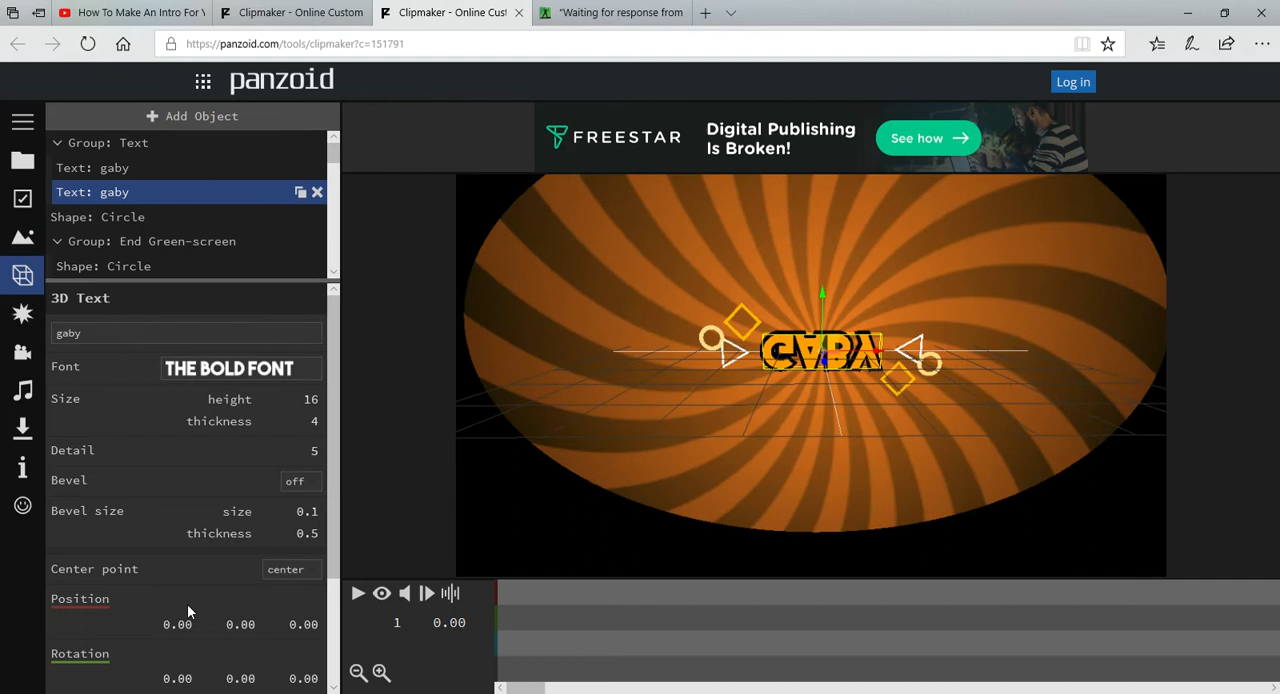 How To Make An Intro For Y
Clipmaker - Online Custom
Clipmaker - Online Cust
"Waiting for response from
https://panzoid.com/tools/clipmaker?c=151791
panzoid
Log in
Add Object
Group: Text
Text: gaby
Text: gaby
Shape: Circle
Group: End Green-screen
Shape: Circle
FREESTAR
Digital Publishing
Is Broken!
See how
3D Text
gaby
Font
THE BOLD FONT
Size height 16
thickness 4
Detail 5
Bevel off
Bevel size size 0.1
thickness 0.5
Center point center
Position
0.00 0.00 0.00
Rotation
0.00 0.00 0.00
1 0.00